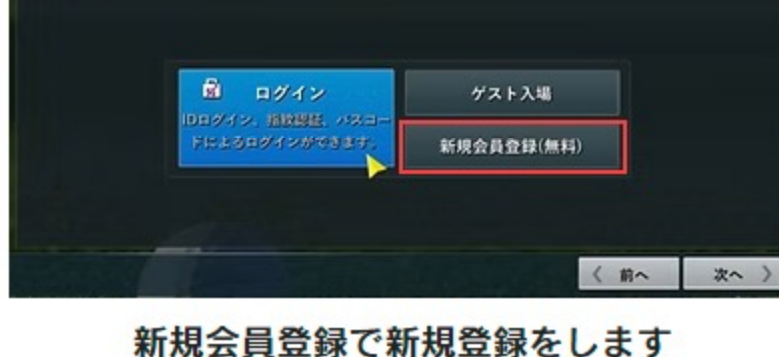 ログイン
IDログイン、指紋認証、パスコー
ドによるログインができます。
ゲスト入場
新規会員登録(無料)
前へ
次へ
新規会員登録で新規登録をします